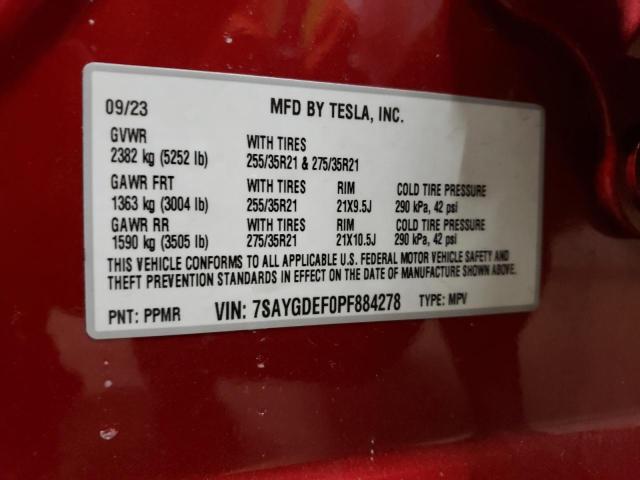 09/23 MFD BY TESLA, INC.
GVWR WITH TIRES
2382 kg (5252 lb) 255/35R21 & 275/35R21
GAWR FRT WITH TIRES RIM COLD TIRE PRESSURE
1363 kg (3004 lb) 255/35R21 21X9.5J 290 kPa, 42 psi
GAWR RR WITH TIRES RIM COLD TIRE PRESSURE
1590 kg (3505 lb) 275/35R21 21X10.5J 290 kPa, 42 psi
THIS VEHICLE CONFORMS TO ALL APPLICABLE U.S. FEDERAL MOTOR VEHICLE SAFETY AND
THEFT PREVENTION STANDARDS IN EFFECT ON THE DATE OF MANUFACTURE SHOWN ABOVE.
PNT: PPMR VIN: 7SAYGDEF0PF884278 TYPE: MPV